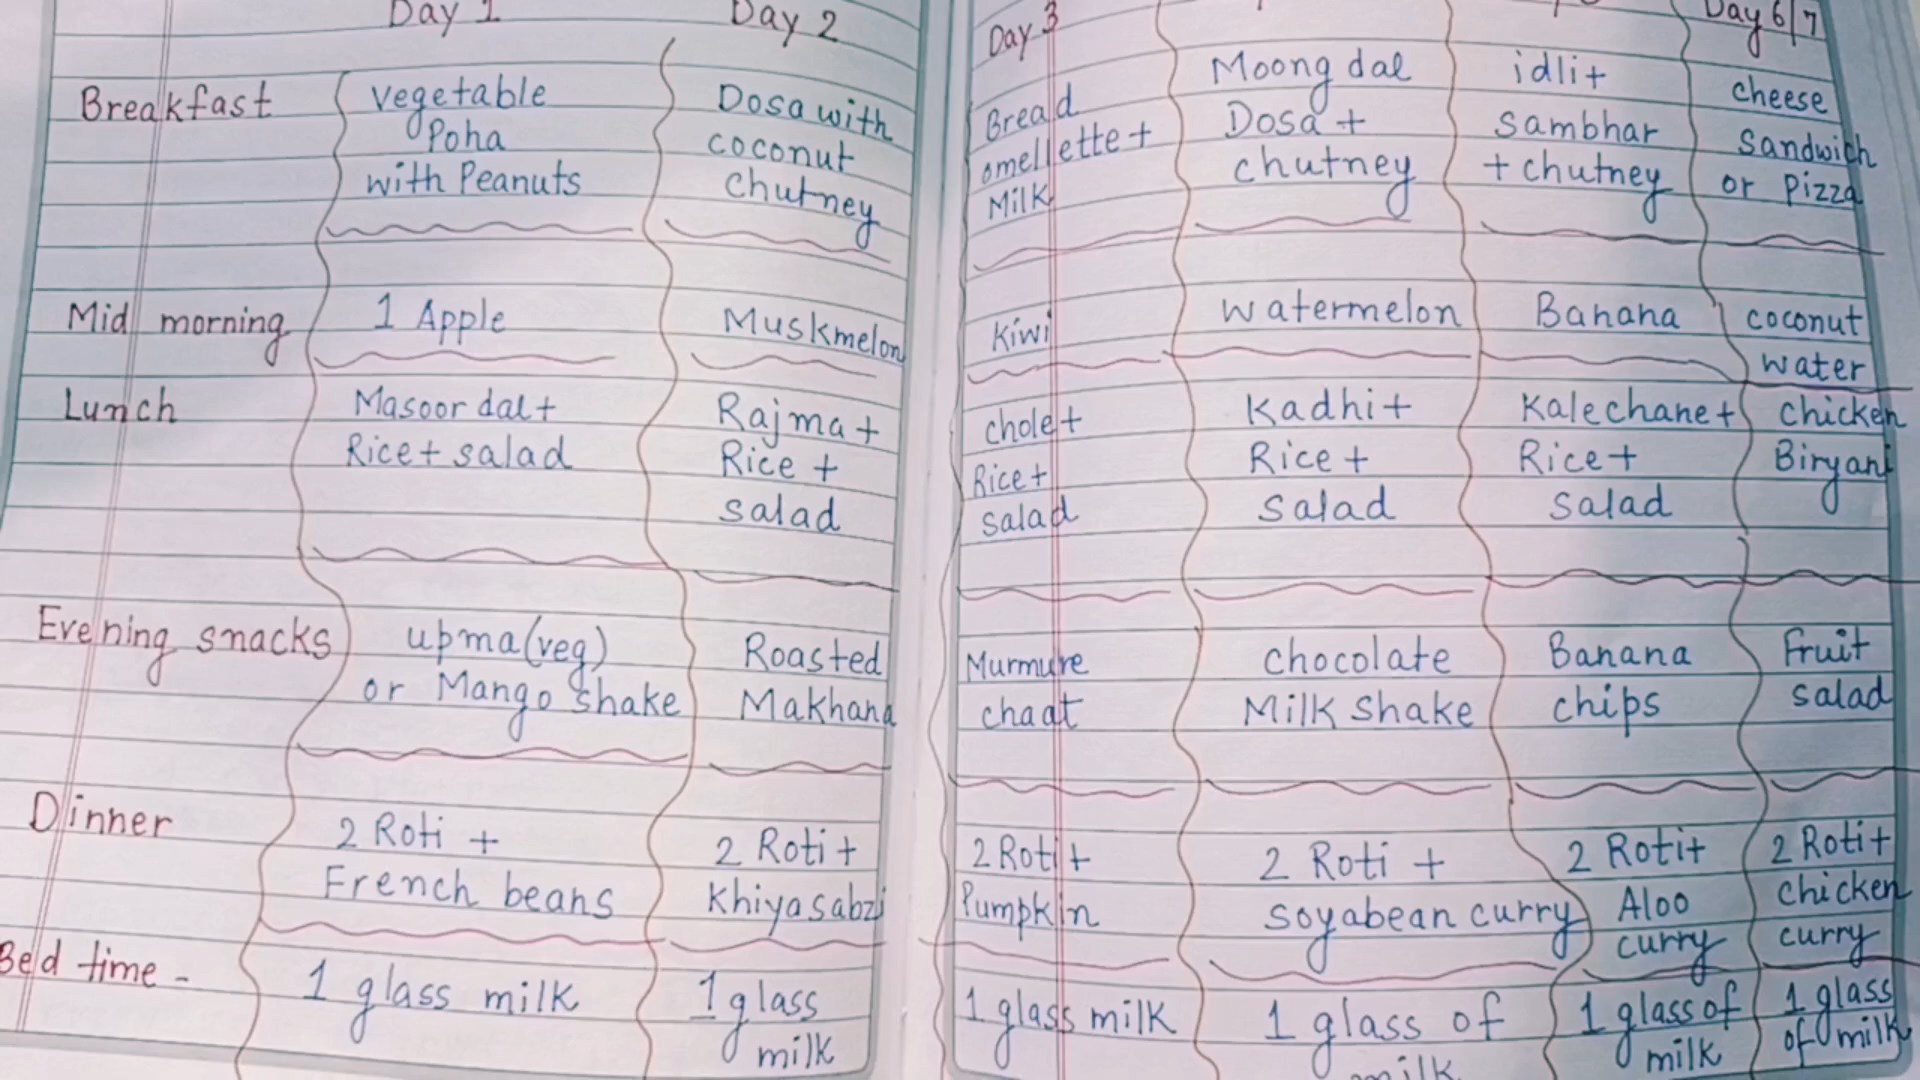 Day 1 Day 2 Day 3 Day 6/7
Breakfast
vegetable
Poha
with Peanuts
Dosa with
coconut
chutney
Bread
omellette +
Milk
Moong dal
Dosa +
chutney
idli +
sambhar
+ chutney
cheese
sandwich
or Pizza
Mid morning
1 Apple
Muskmelon
Kiwi
watermelon
Banana
coconut
water
Lunch
Masoor dal +
Rice + salad
Rajma +
Rice +
salad
chole +
Rice +
salad
Kadhi +
Rice +
salad
Kale chane +
Rice +
salad
chicken
Biryani
Evening snacks
upma (veg)
or Mango shake
Roasted
Makhana
Murmure
chaat
chocolate
Milk Shake
Banana
chips
Fruit
salad
Dinner
2 Roti +
French beans
2 Roti +
Khiya sabzi
2 Roti +
Pumpkin
2 Roti +
soyabean curry
2 Roti +
Aloo
curry
2 Roti +
chicken
curry
Bed time -
1 glass milk
1 glass
milk
1 glass milk
1 glass of
milk
1 glass of
milk
1 glass
of milk